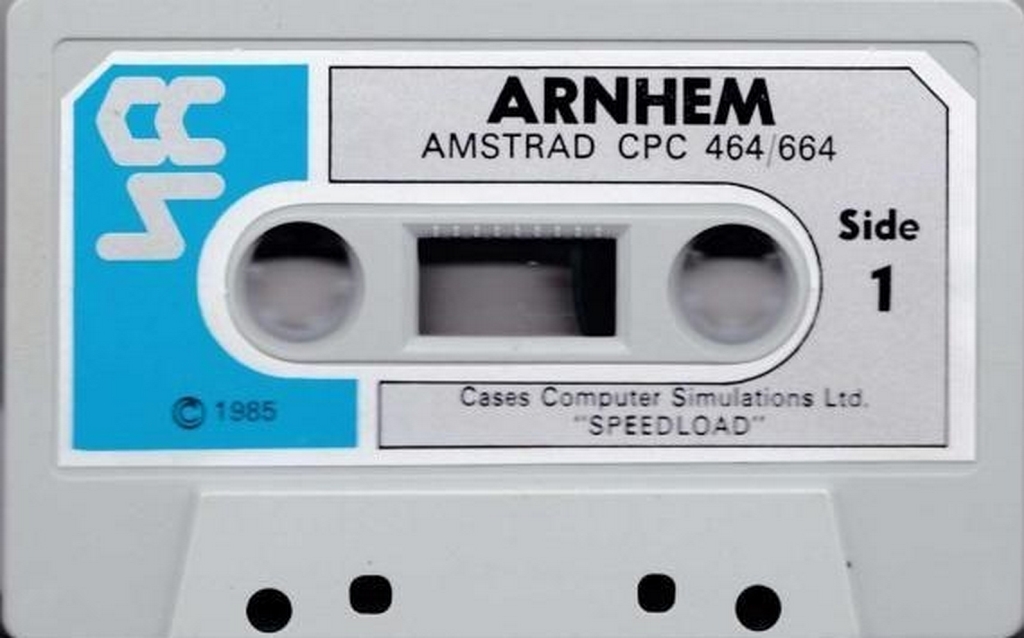 ARNHEM
AMSTRAD CPC 464/664
Side
1
© 1985
Cases Computer Simulations Ltd.
"SPEEDLOAD"